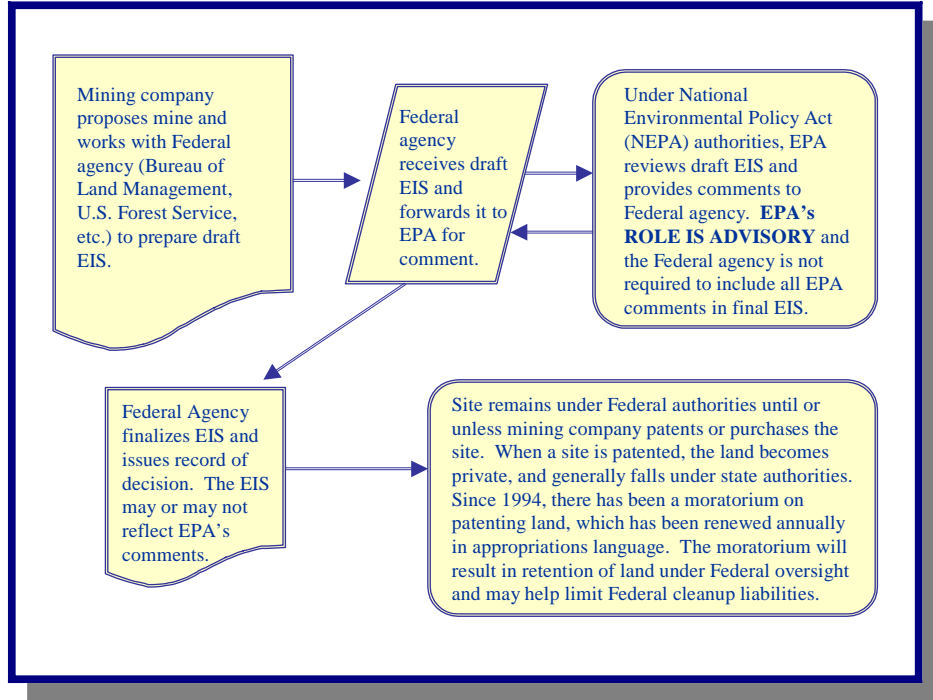 Mining company
proposes mine and
works with Federal
agency (Bureau of
Land Management,
U.S. Forest Service,
etc.) to prepare draft
EIS.
Federal
agency
receives draft
EIS and
forwards it to
EPA for
comment.
Under National
Environmental Policy Act
(NEPA) authorities, EPA
reviews draft EIS and
provides comments to
Federal agency.  EPA's
ROLE IS ADVISORY and
the Federal agency is not
required to include all EPA
comments in final EIS.
Federal Agency
finalizes EIS and
issues record of
decision.  The EIS
may or may not
reflect EPA's
comments.
Site remains under Federal authorities until or
unless mining company patents or purchases the
site.  When a site is patented, the land becomes
private, and generally falls under state authorities.
Since 1994, there has been a moratorium on
patenting land, which has been renewed annually
in appropriations language.  The moratorium will
result in retention of land under Federal oversight
and may help limit Federal cleanup liabilities.